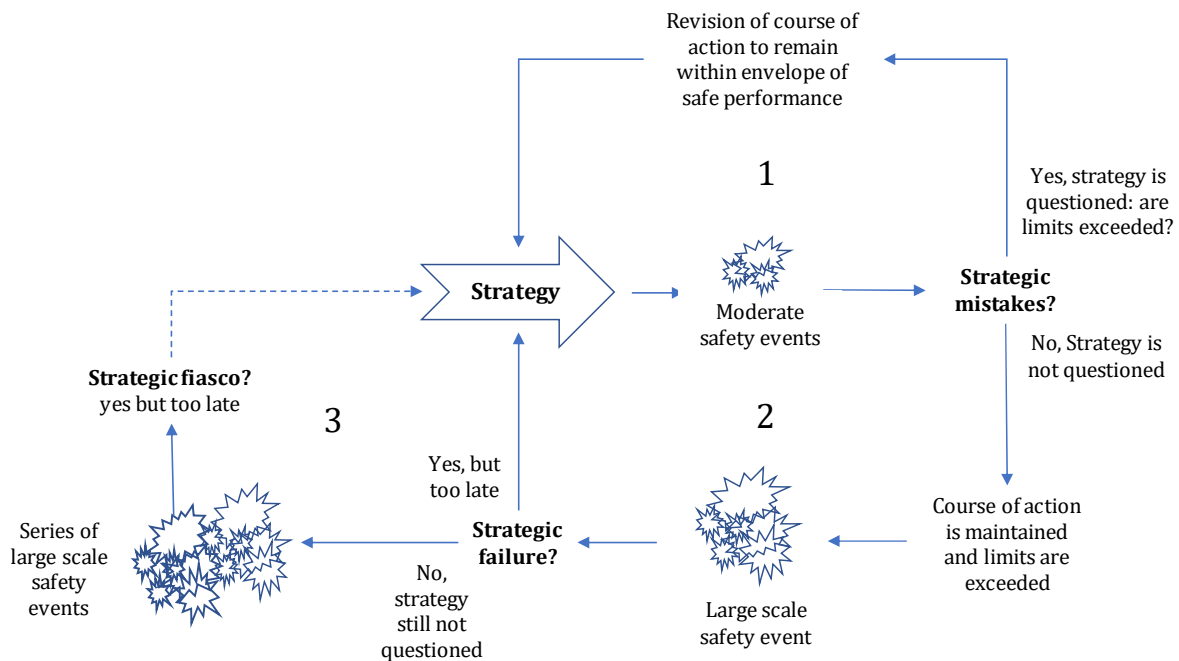 Revision of course of
action to remain
within envelope of
safe performance
1
Yes, strategy is
questioned: are
limits exceeded?
Strategy
Moderate
safety events
Strategic
mistakes?
No, Strategy is
not questioned
Strategic fiasco?
yes but too late
3
2
Yes, but
too late
Series of
large scale
safety
events
Strategic
failure?
No,
strategy
still not
questioned
Large scale
safety event
Course of action
is maintained
and limits are
exceeded